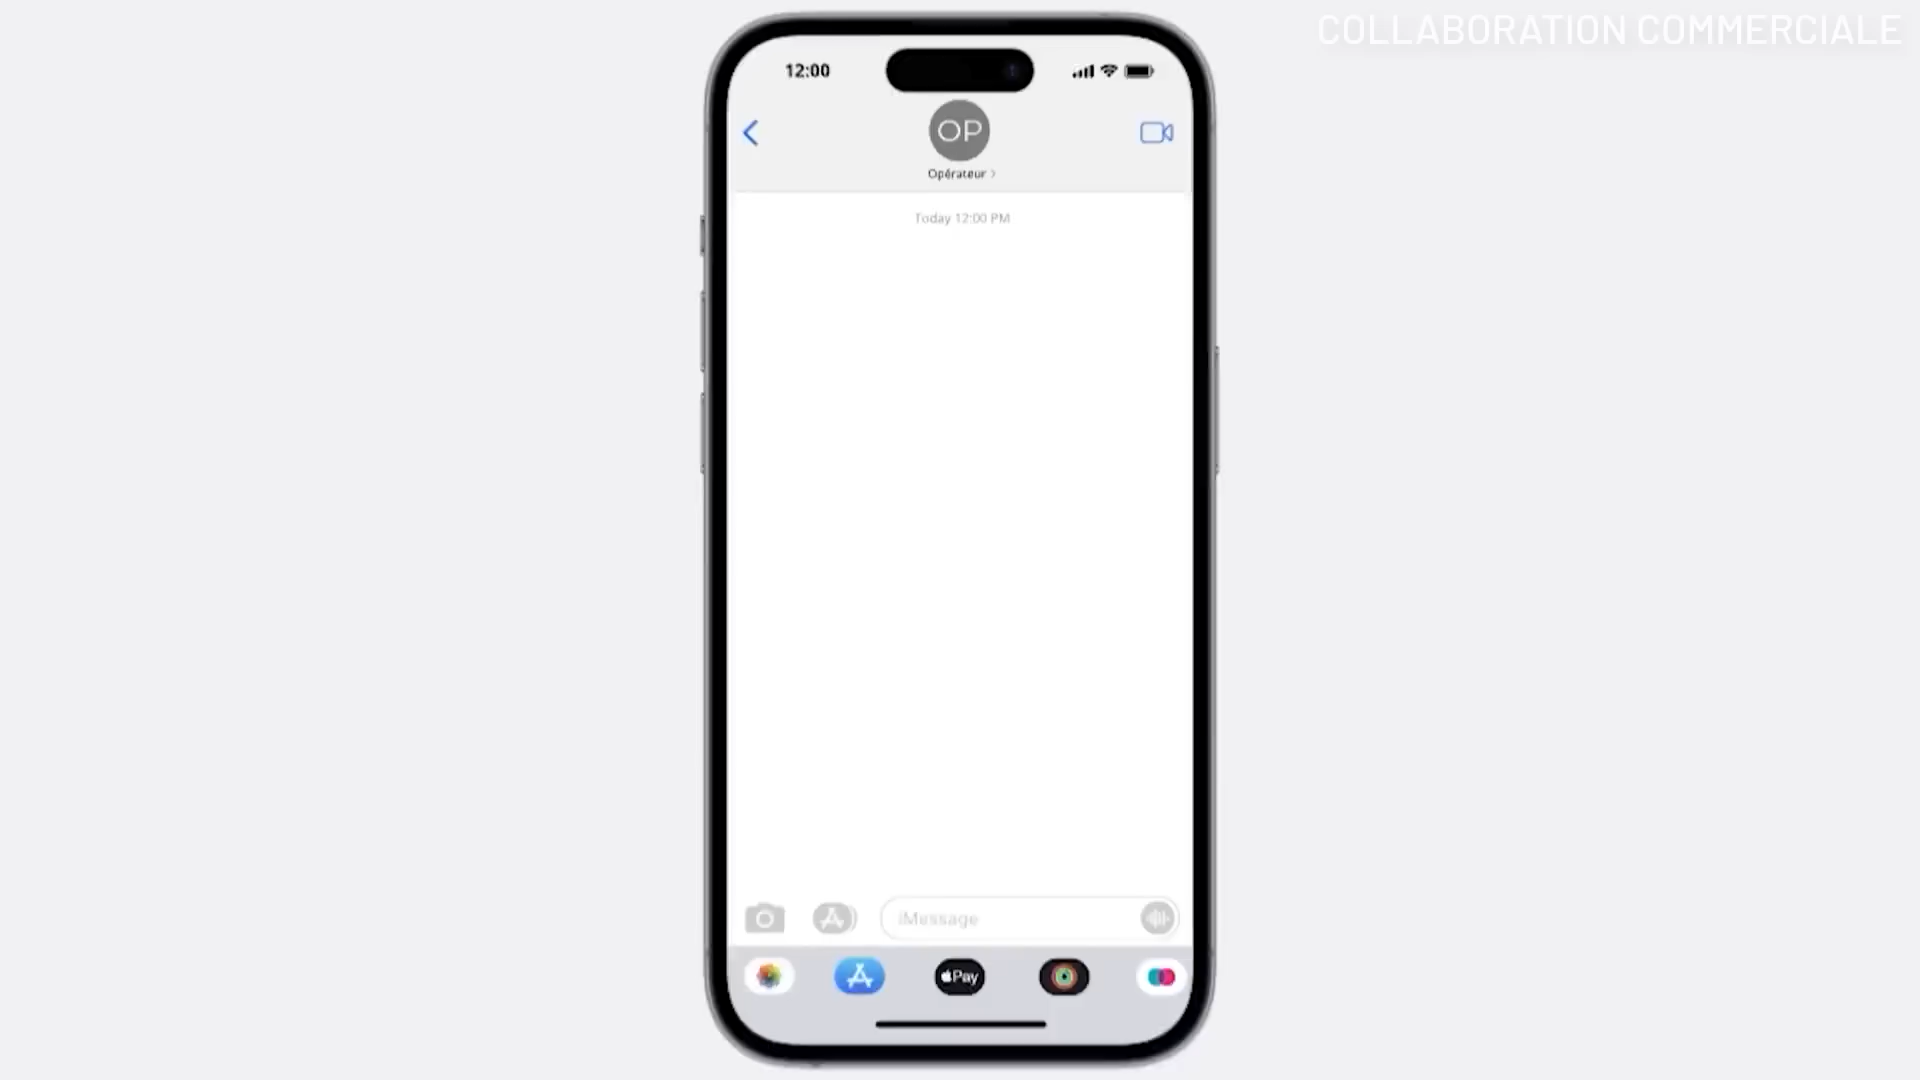 COLLABORATION COMMERCIALE
12:00
OP
Opérateur
Today 12:00 PM
iMessage
Pay